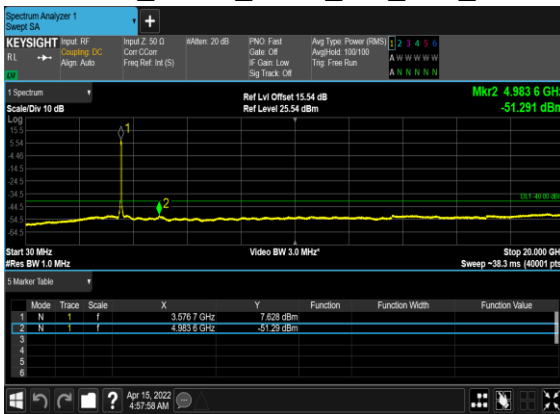 Spectrum Analyzer 1
Swept SA
KEYSIGHT Input: RF Input Z: 50 Ω #Atten: 20 dB PNO: Fast Avg Type: Power (RMS) 1 2 3 4 5 6
RL Coupling: DC Corr CCorr Gate: Off Avg|Hold: 100/100 A W W W W W
Align: Auto Freq Ref: Int (S) IF Gain: Low Trig: Free Run
Sig Track: Off A N N N N N
1 Spectrum Ref Lvl Offset 15.54 dB Mkr2 4.983 6 GHz
Scale/Div 10 dB Ref Level 25.54 dBm -51.291 dBm
Log
15.5
5.54
-4.46
-14.5
-24.5
-34.5
DL1 -40.00 dBm
-44.5
-54.5
-64.5
1
2
Start 30 MHz Video BW 3.0 MHz* Stop 20.000 GHz
#Res BW 1.0 MHz Sweep ~38.3 ms (40001 pts)
5 Marker Table
Mode Trace Scale X Y Function Function Width Function Value
1 N 1 f 3.576 7 GHz 7.628 dBm
2 N 1 f 4.983 6 GHz -51.29 dBm
3
4
5
6
Apr 15, 2022
4:57:58 AM